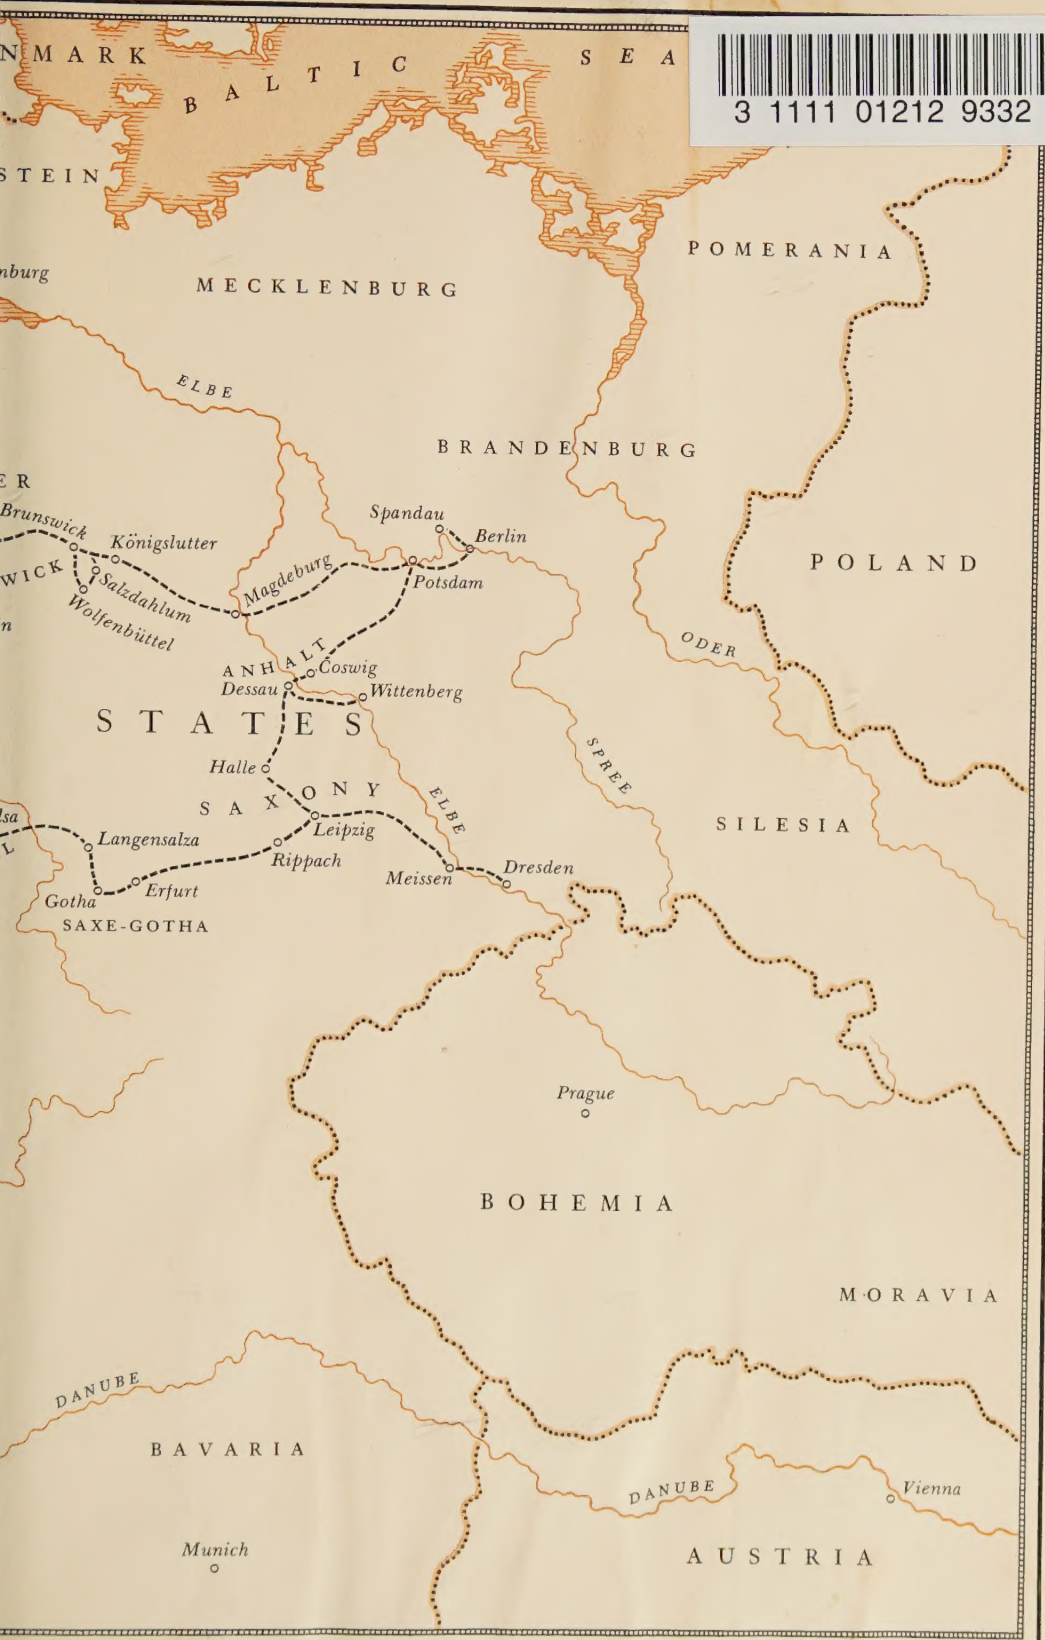 NMARK
BALTIC SEA
3 1111 01212 9332
STEIN
POMERANIA
nburg
MECKLENBURG
ELBE
BRANDENBURG
ER
Brunswick
Spandau
Königslutter
Berlin
WICK
Magdeburg
POLAND
Salzdahlum
Potsdam
Wolfenbüttel
n
ODER
ANHALT
Coswig
Dessau
Wittenberg
STATES
Halle
SPREE
SAXONY
ELBE
lsa
L
Leipzig
SILESIA
Langensalza
Rippach
Dresden
Meissen
Erfurt
Gotha
SAXE-GOTHA
Prague
BOHEMIA
MORAVIA
DANUBE
BAVARIA
DANUBE
Vienna
Munich
AUSTRIA